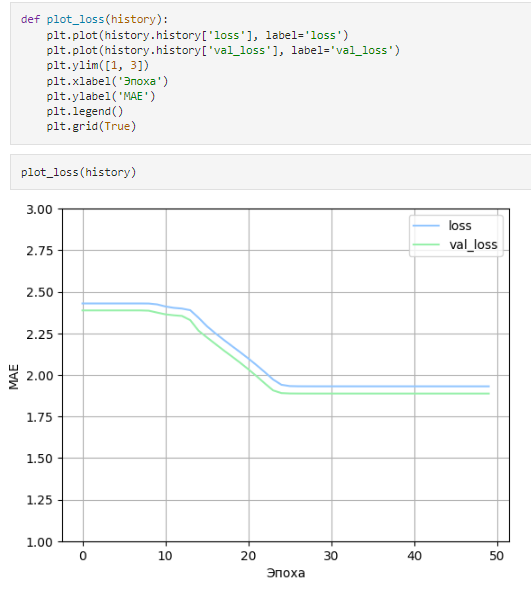 def plot_loss(history):
    plt.plot(history.history['loss'], label='loss')
    plt.plot(history.history['val_loss'], label='val_loss')
    plt.ylim([1, 3])
    plt.xlabel('Эпоха')
    plt.ylabel('MAE')
    plt.legend()
    plt.grid(True)
plot_loss(history)
3.00
loss
val_loss
2.75
2.50
2.25
2.00
MAE
1.75
1.50
1.25
1.00
0 10 20 30 40 50
Эпоха